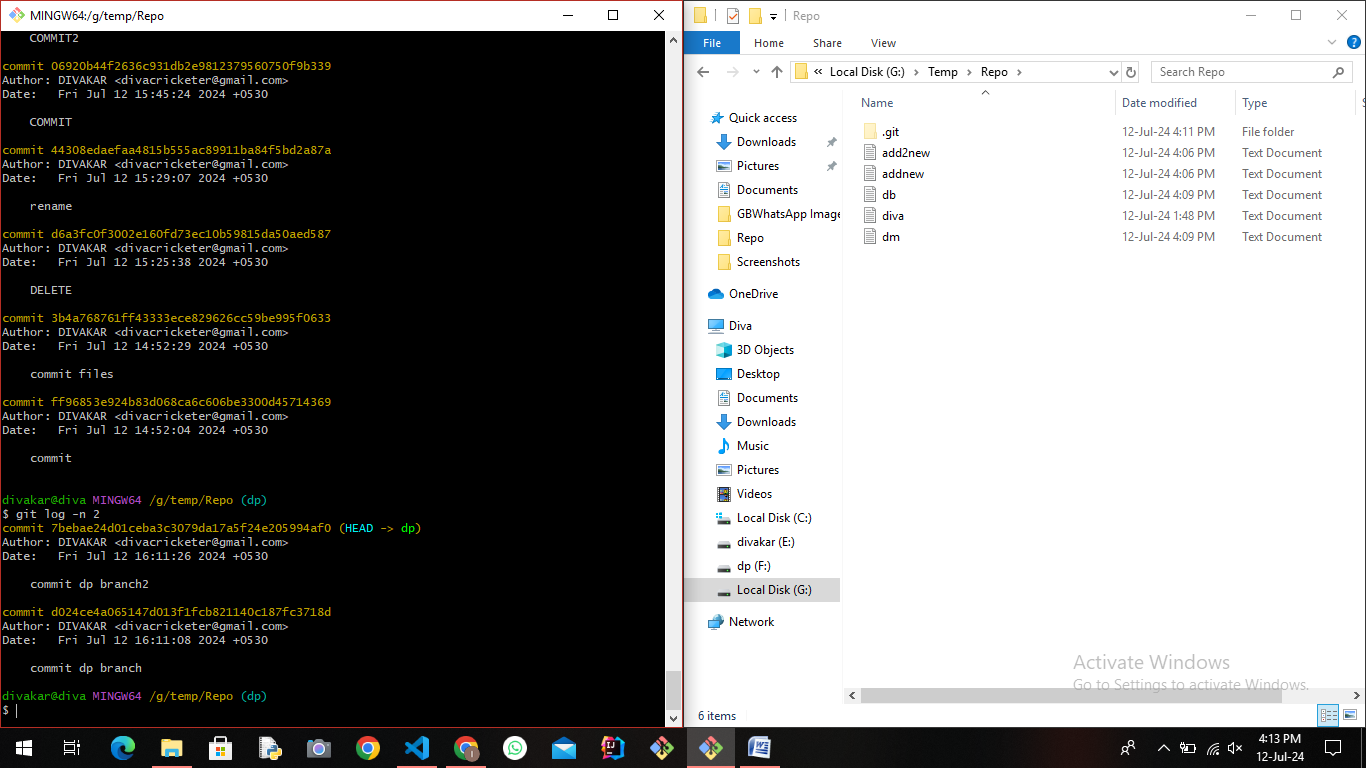 MINGW64:/g/temp/Repo
COMMIT2
commit 06920b44f2636c931db2e9812379560750f9b339
Author: DIVAKAR <divacricketer@gmail.com>
Date:   Fri Jul 12 15:45:24 2024 +0530
COMMIT
commit 44308edaefaa4815b555ac89911ba84f5bd2a87a
Author: DIVAKAR <divacricketer@gmail.com>
Date:   Fri Jul 12 15:29:07 2024 +0530
rename
commit d6a3fc0f3002e160fd73ec10b59815da50aed587
Author: DIVAKAR <divacricketer@gmail.com>
Date:   Fri Jul 12 15:25:38 2024 +0530
DELETE
commit 3b4a768761ff43333ece829626cc59be995f0633
Author: DIVAKAR <divacricketer@gmail.com>
Date:   Fri Jul 12 14:52:29 2024 +0530
commit files
commit ff96853e924b83d068ca6c606be3300d45714369
Author: DIVAKAR <divacricketer@gmail.com>
Date:   Fri Jul 12 14:52:04 2024 +0530
commit
divakar@diva MINGW64 /g/temp/Repo (dp)
$ git log -n 2
commit 7bebae24d01ceba3c3079da17a5f24e205994af0 (HEAD -> dp)
Author: DIVAKAR <divacricketer@gmail.com>
Date:   Fri Jul 12 16:11:26 2024 +0530
commit dp branch2
commit d024ce4a065147d013f1fcb821140c187fc3718d
Author: DIVAKAR <divacricketer@gmail.com>
Date:   Fri Jul 12 16:11:08 2024 +0530
commit dp branch
divakar@diva MINGW64 /g/temp/Repo (dp)
$
Repo
File Home Share View
« Local Disk (G:) > Temp > Repo >
Search Repo
Quick access
Downloads
Pictures
Documents
GBWhatsApp Image
Repo
Screenshots
OneDrive
Diva
3D Objects
Desktop
Documents
Downloads
Music
Pictures
Videos
Local Disk (C:)
divakar (E:)
dp (F:)
Local Disk (G:)
Network
Name Date modified Type
.git 12-Jul-24 4:11 PM File folder
add2new 12-Jul-24 4:06 PM Text Document
addnew 12-Jul-24 4:06 PM Text Document
db 12-Jul-24 4:09 PM Text Document
diva 12-Jul-24 1:48 PM Text Document
dm 12-Jul-24 4:09 PM Text Document
Activate Windows
Go to Settings to activate Windows.
6 items
4:13 PM
12-Jul-24